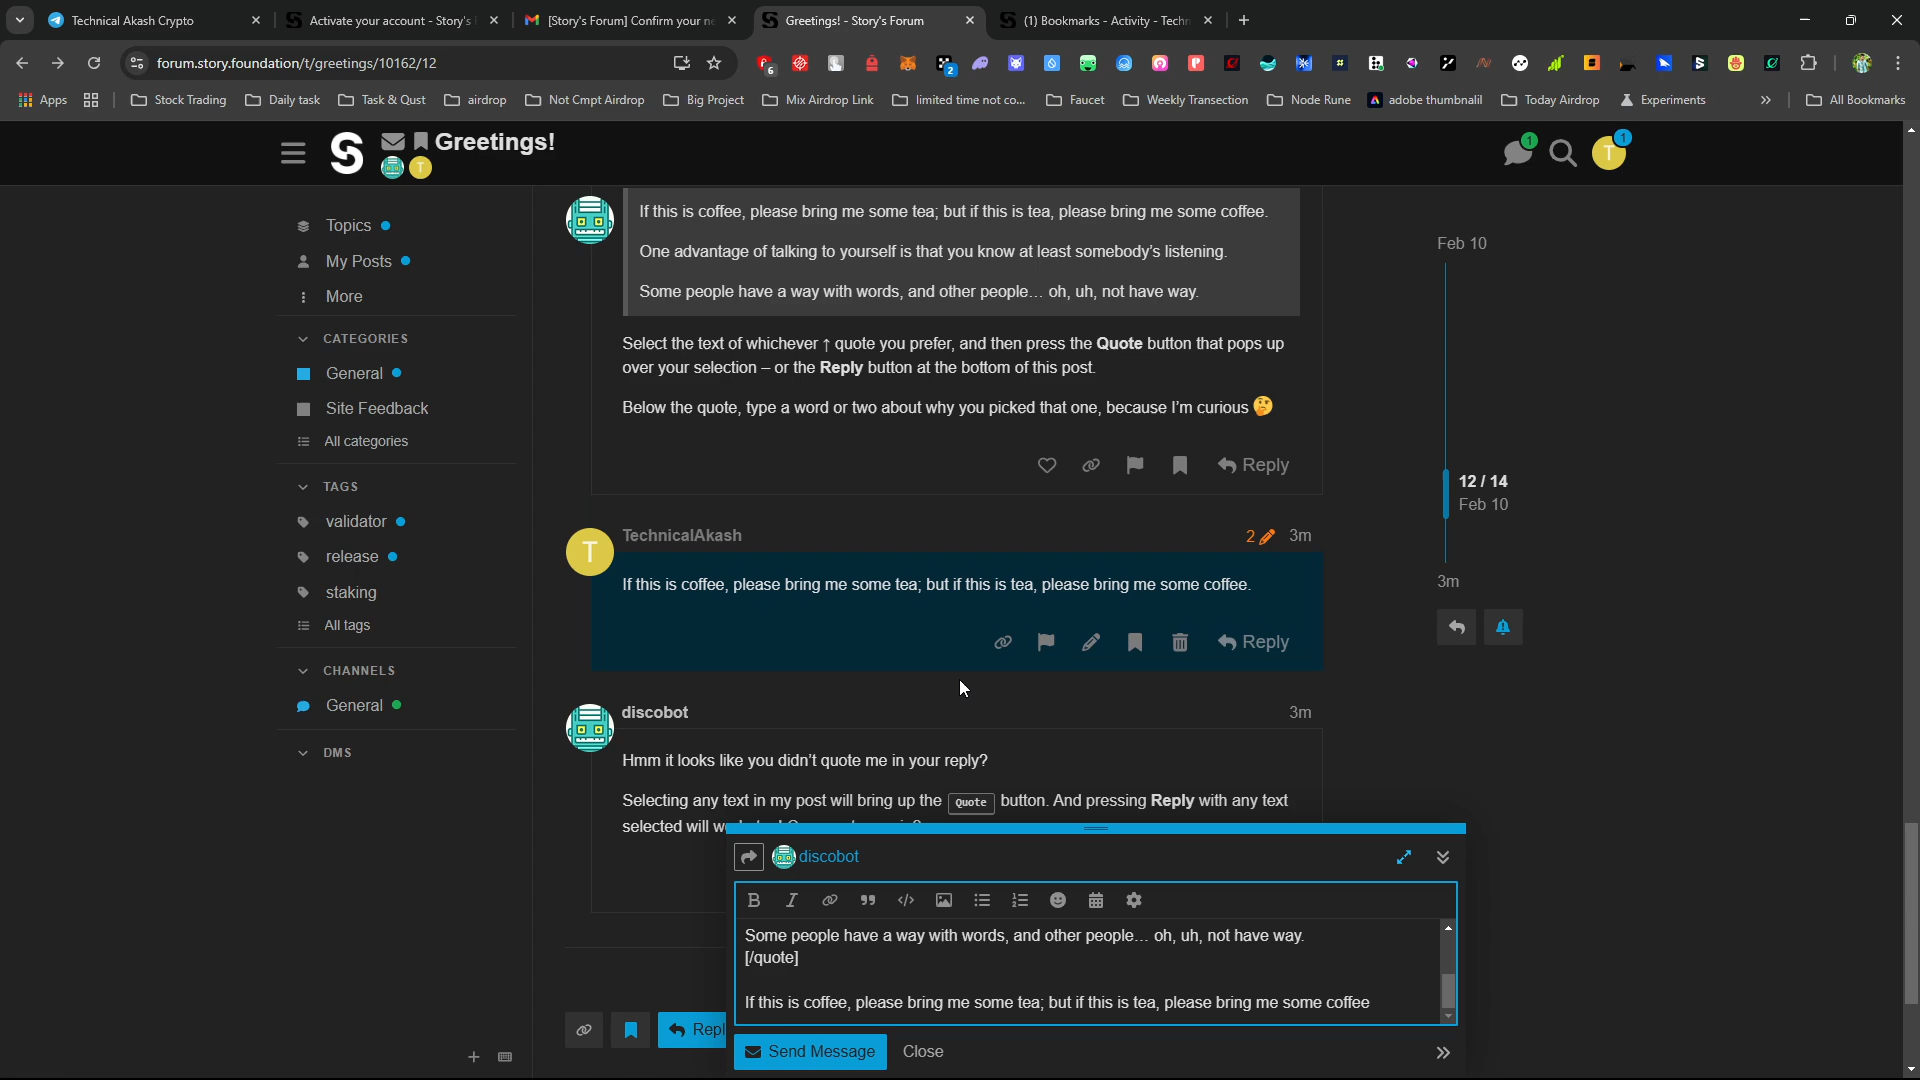 Technical Akash Crypto
Activate your account - Story's
[Story's Forum] Confirm your ne
Greetings! - Story's Forum
(1) Bookmarks - Activity - Techn
forum.story.foundation/t/greetings/10162/12
6
2
Apps
Stock Trading
Daily task
Task & Qust
airdrop
Not Cmpt Airdrop
Big Project
Mix Airdrop Link
limited time not co...
Faucet
Weekly Transection
Node Rune
adobe thumbnalil
Today Airdrop
Experiments
All Bookmarks
Greetings!
T
1
T
1
Topics
My Posts
More
CATEGORIES
General
Site Feedback
All categories
TAGS
validator
release
staking
All tags
CHANNELS
General
DMS
If this is coffee, please bring me some tea; but if this is tea, please bring me some coffee.
One advantage of talking to yourself is that you know at least somebody's listening.
Some people have a way with words, and other people… oh, uh, not have way.
Select the text of whichever ↑ quote you prefer, and then press the Quote button that pops up
over your selection – or the Reply button at the bottom of this post.
Below the quote, type a word or two about why you picked that one, because I'm curious 🤔
Reply
T
TechnicalAkash
2
3m
If this is coffee, please bring me some tea; but if this is tea, please bring me some coffee.
Reply
discobot
3m
Hmm it looks like you didn't quote me in your reply?
Selecting any text in my post will bring up the Quote button. And pressing Reply with any text
selected will w
Repl
Feb 10
12 / 14
Feb 10
3m
discobot
B I
Some people have a way with words, and other people… oh, uh, not have way.
[/quote]
If this is coffee, please bring me some tea; but if this is tea, please bring me some coffee
Send Message
Close